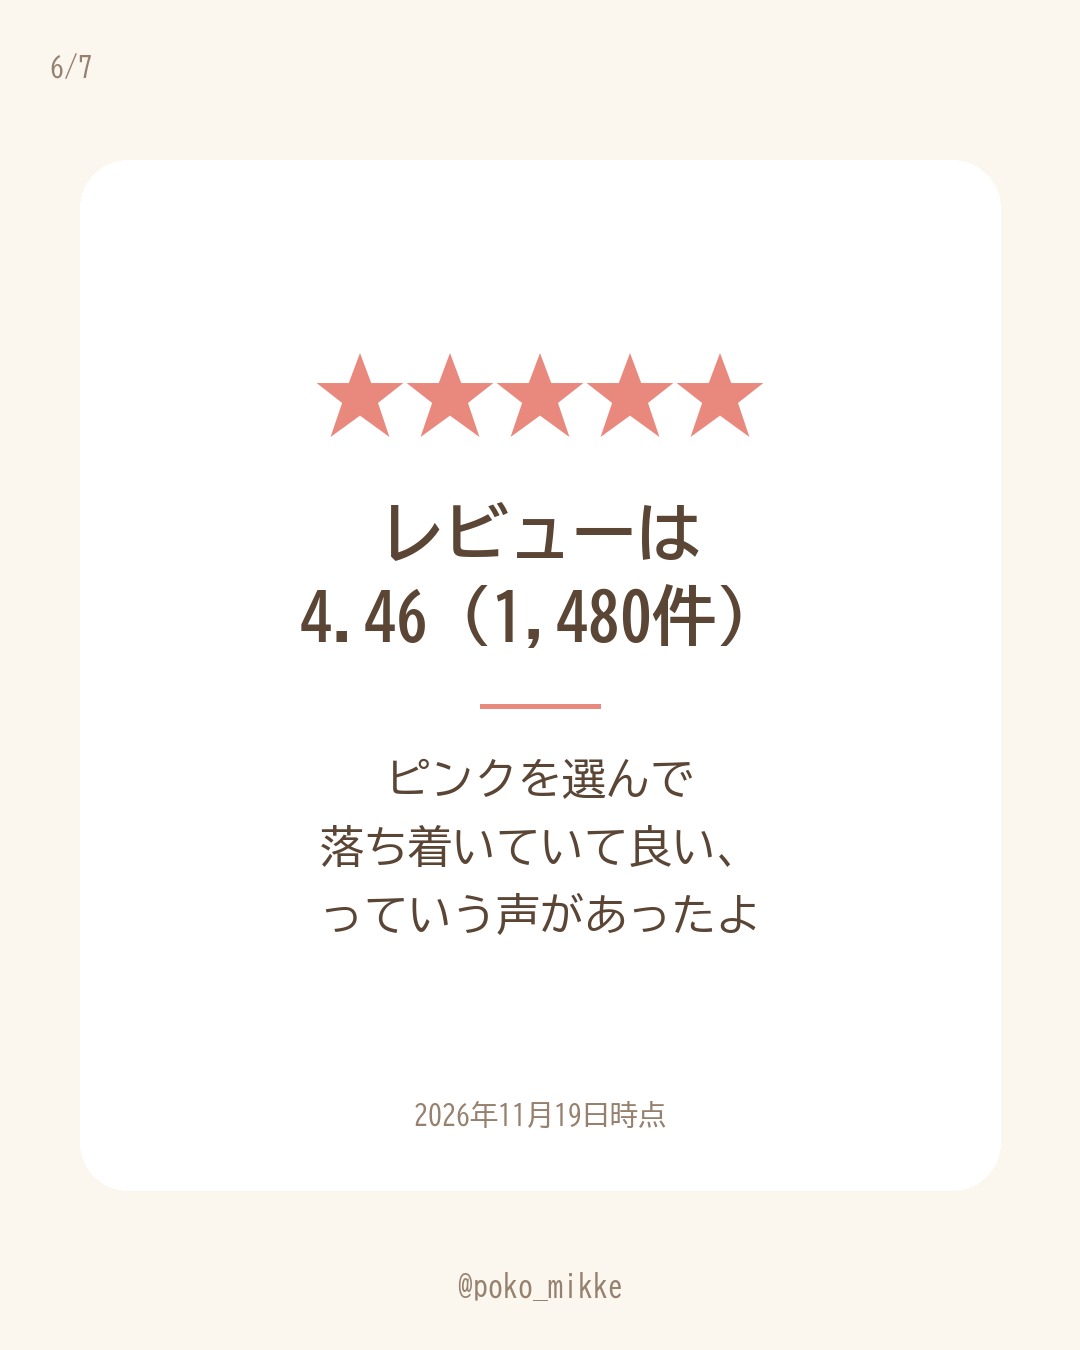 6/7
★★★★★
レビューは
4.46（1,480件）
ピンクを選んで
落ち着いていて良い、
っていう声があったよ
2026年11月19日時点
@poko_mikke